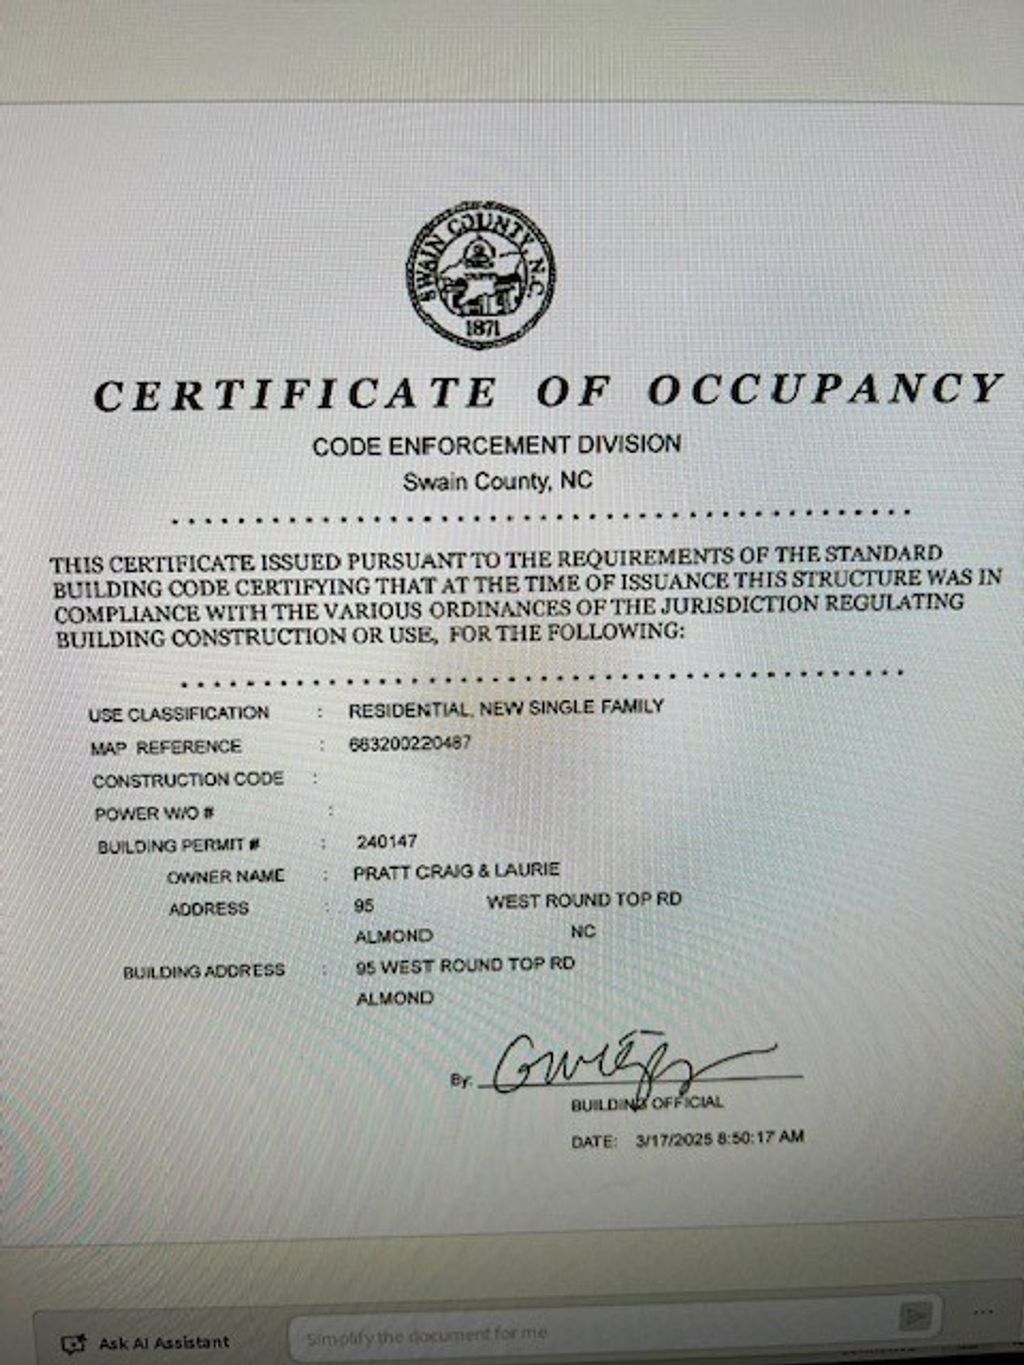 SWAIN COUNTY, N.C.
1871
CERTIFICATE OF OCCUPANCY
CODE ENFORCEMENT DIVISION
Swain County, NC
THIS CERTIFICATE ISSUED PURSUANT TO THE REQUIREMENTS OF THE STANDARD
BUILDING CODE CERTIFYING THAT AT THE TIME OF ISSUANCE THIS STRUCTURE WAS IN
COMPLIANCE WITH THE VARIOUS ORDINANCES OF THE JURISDICTION REGULATING
BUILDING CONSTRUCTION OR USE, FOR THE FOLLOWING:
USE CLASSIFICATION : RESIDENTIAL, NEW SINGLE FAMILY
MAP REFERENCE : 663200220487
CONSTRUCTION CODE :
POWER W/O # :
BUILDING PERMIT # : 240147
OWNER NAME : PRATT CRAIG & LAURIE
ADDRESS : 95 WEST ROUND TOP RD
ALMOND NC
BUILDING ADDRESS : 95 WEST ROUND TOP RD
ALMOND
By:
BUILDING OFFICIAL
DATE: 3/17/2025 8:50:17 AM
Ask AI Assistant
Simplify the document for me